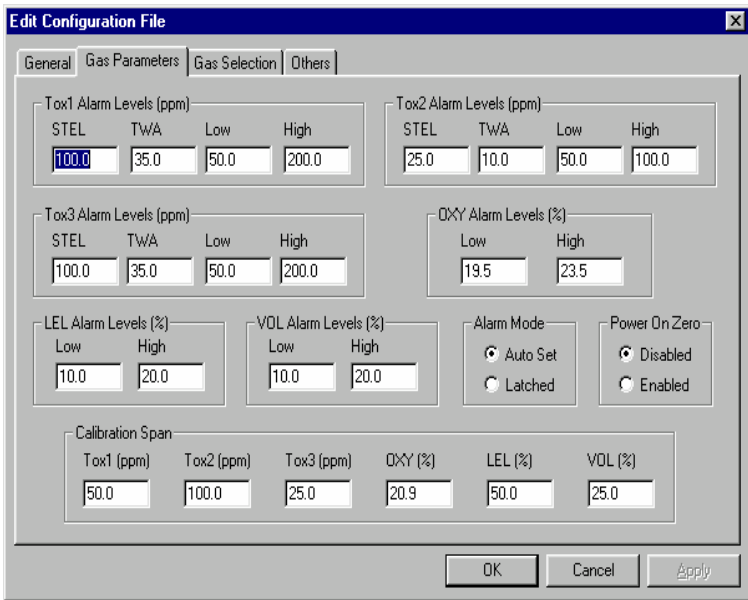 Edit Configuration File
General Gas Parameters Gas Selection Others
Tox1 Alarm Levels (ppm)
STEL TWA Low High
100.0 35.0 50.0 200.0
Tox2 Alarm Levels (ppm)
STEL TWA Low High
25.0 10.0 50.0 100.0
Tox3 Alarm Levels (ppm)
STEL TWA Low High
100.0 35.0 50.0 200.0
OXY Alarm Levels (%)
Low High
19.5 23.5
LEL Alarm Levels (%)
Low High
10.0 20.0
VOL Alarm Levels (%)
Low High
10.0 20.0
Alarm Mode
Auto Set
Latched
Power On Zero
Disabled
Enabled
Calibration Span
Tox1 (ppm) Tox2 (ppm) Tox3 (ppm) OXY (%) LEL (%) VOL (%)
50.0 100.0 25.0 20.9 50.0 25.0
OK Cancel Apply